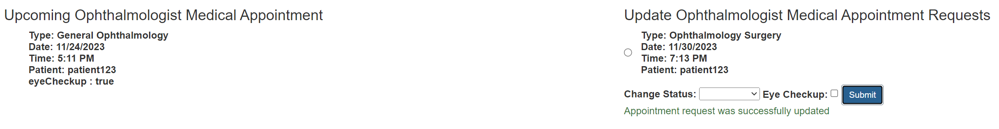 Upcoming Ophthalmologist Medical Appointment
Type: General Ophthalmology
Date: 11/24/2023
Time: 5:11 PM
Patient: patient123
eyeCheckup : true
Update Ophthalmologist Medical Appointment Requests
Type: Ophthalmology Surgery
Date: 11/30/2023
Time: 7:13 PM
Patient: patient123
Change Status: Eye Checkup: Submit
Appointment request was successfully updated